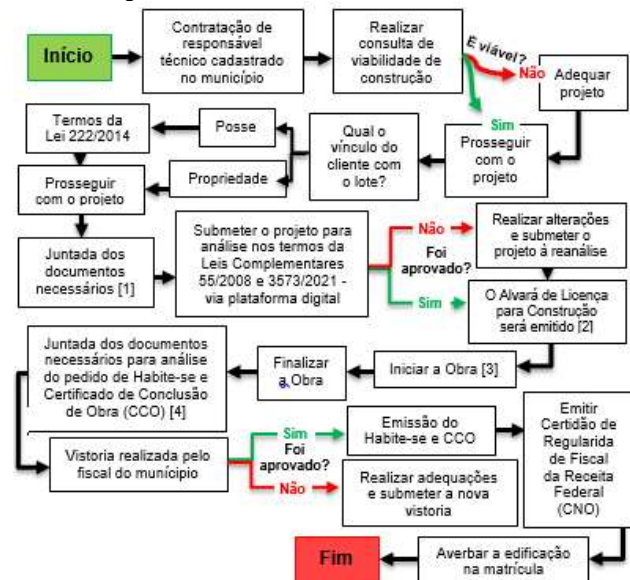 Início
Contratação de
responsável
técnico cadastrado
no município
Realizar
consulta de
viabilidade de
construção
É viável?
Não
Sim
Adequar
projeto
Prosseguir
com o
projeto
Qual o
vínculo do
cliente com
o lote?
Posse
Propriedade
Termos da
Lei 222/2014
Prosseguir
com o projeto
Juntada dos
documentos
necessários [1]
Submeter o projeto para
análise nos termos da
Leis Complementares
55/2008 e 3573/2021 -
via plataforma digital
Não
Foi
aprovado?
Sim
Realizar alterações
e submeter o
projeto à reanálise
O Alvará de Licença
para Construção
será emitido [2]
Iniciar a Obra [3]
Finalizar
a Obra
Juntada dos documentos
necessários para análise
do pedido de Habite-se e
Certificado de Conclusão
de Obra (CCO) [4]
Vistoria realizada pelo
fiscal do município
Sim
Foi
aprovado?
Não
Emissão do
Habite-se e CCO
Realizar adequações
e submeter a nova
vistoria
Emitir
Certidão de
Regularida
de Fiscal
da Receita
Federal
(CNO)
Averbar a edificação
na matrícula
Fim